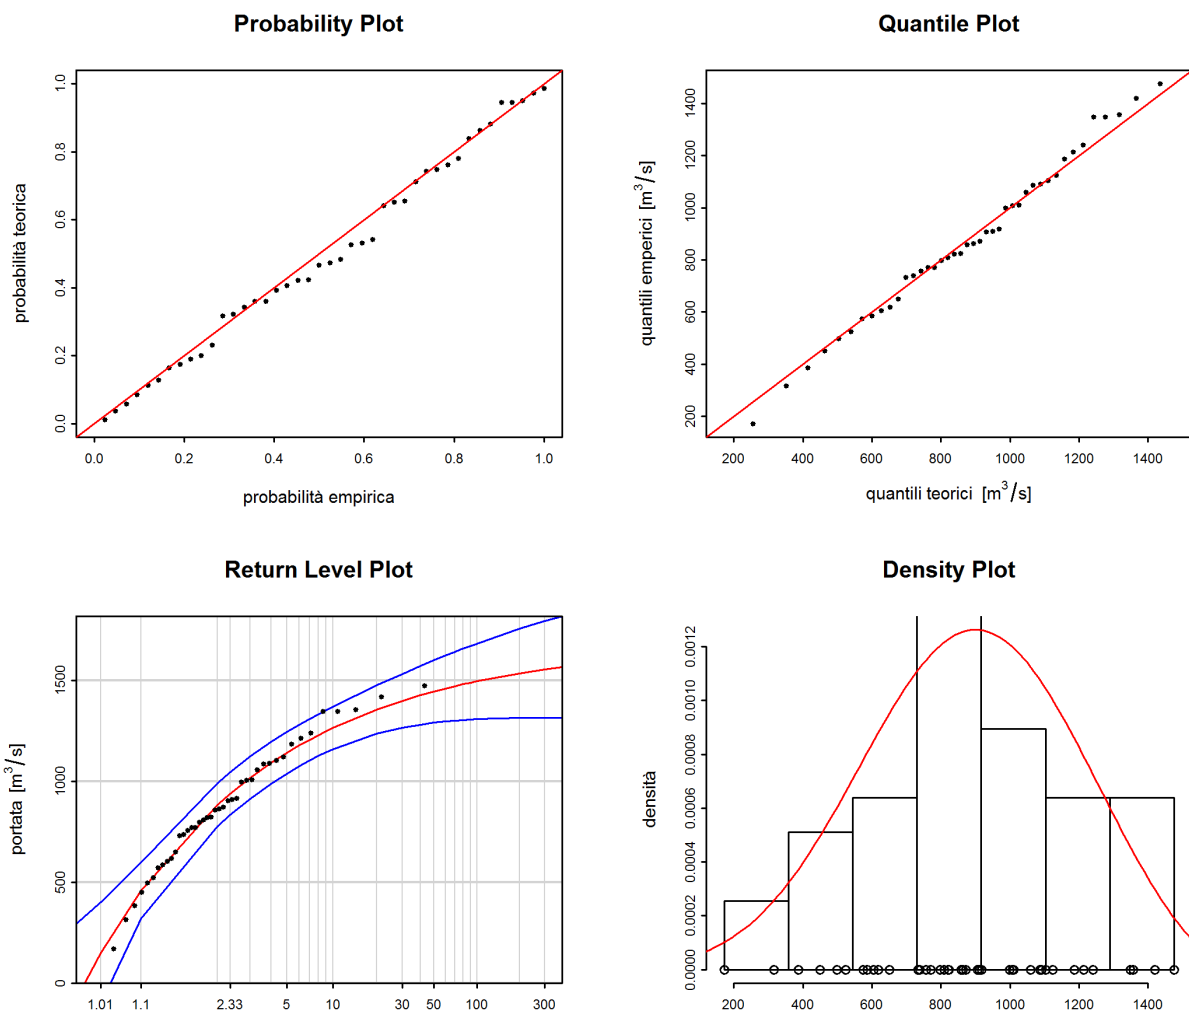 Probability Plot
probabilità teorica
0.0 0.2 0.4 0.6 0.8 1.0
0.0 0.2 0.4 0.6 0.8 1.0
probabilità empirica
Quantile Plot
quantili emperici [m³/s]
200 400 600 800 1000 1200 1400
200 400 600 800 1000 1200 1400
quantili teorici [m³/s]
Return Level Plot
portata [m³/s]
0 500 1000 1500
1.01 1.1 2.33 5 10 30 50 100 300
Density Plot
densità
0.0000 0.0002 0.0004 0.0006 0.0008 0.0010 0.0012
200 400 600 800 1000 1200 1400